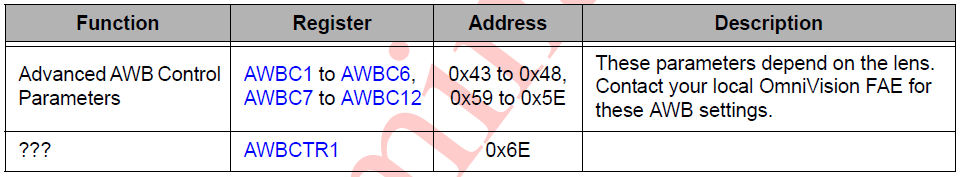 Function Register Address Description
Advanced AWB Control Parameters
AWBC1 to AWBC6,
AWBC7 to AWBC12
0x43 to 0x48,
0x59 to 0x5E
These parameters depend on the lens.
Contact your local OmniVision FAE for
these AWB settings.
??? AWBCTR1 0x6E